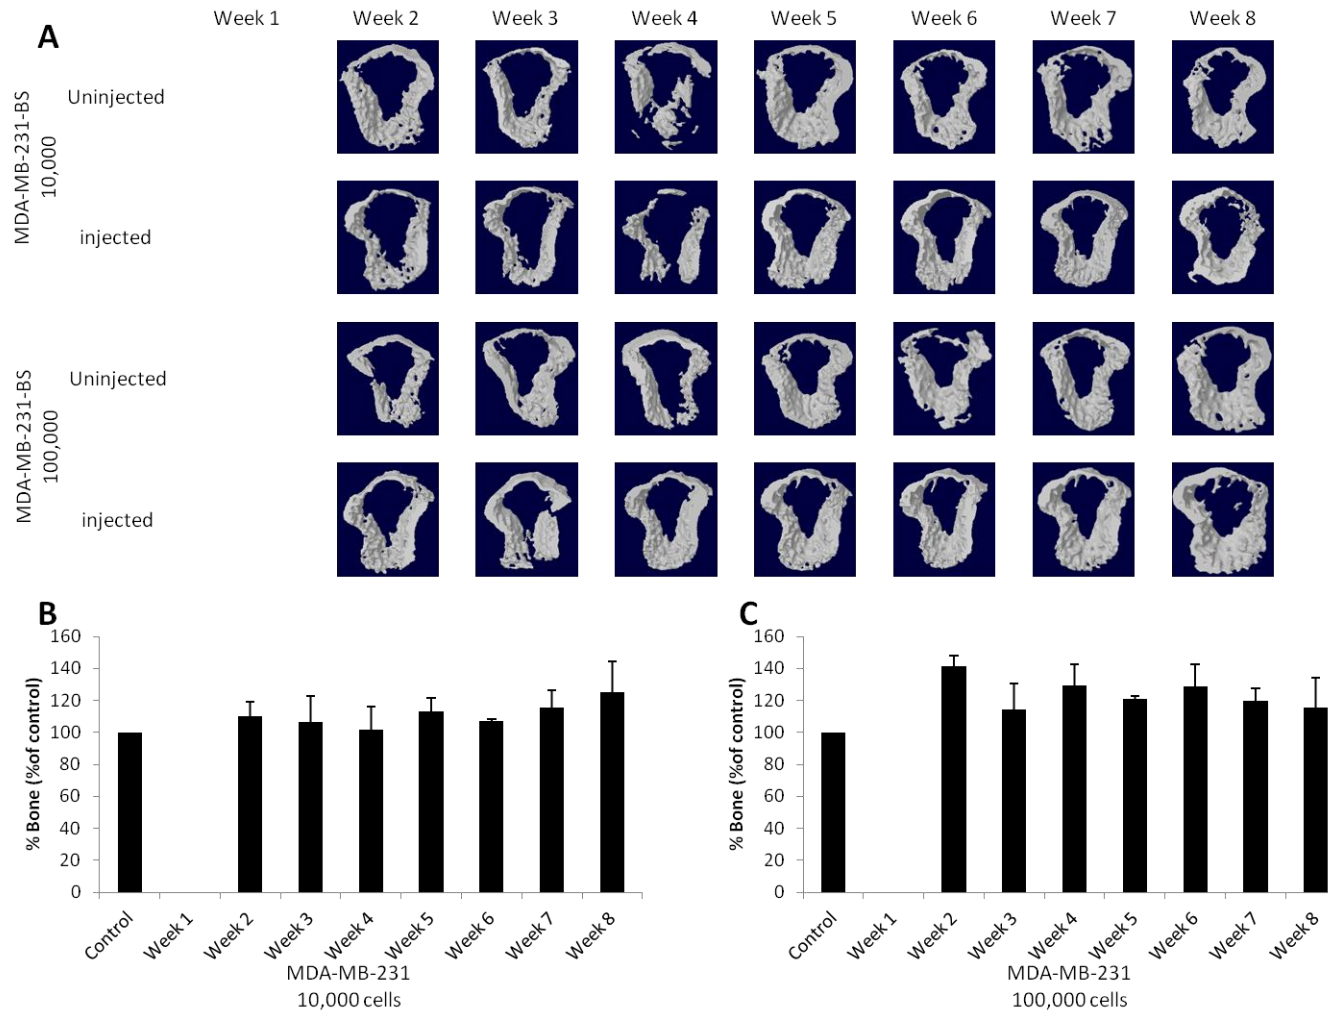 Week 1 Week 2 Week 3 Week 4 Week 5 Week 6 Week 7 Week 8
A
MDA-MB-231-BS
10,000
Uninjected
injected
MDA-MB-231-BS
100,000
Uninjected
injected
B
% Bone (%of control)
160
140
120
100
80
60
40
20
0
Control Week 1 Week 2 Week 3 Week 4 Week 5 Week 6 Week 7 Week 8
MDA-MB-231
10,000 cells
C
% Bone (%of control)
160
140
120
100
80
60
40
20
0
Control Week 1 Week 2 Week 3 Week 4 Week 5 Week 6 Week 7 Week 8
MDA-MB-231
100,000 cells